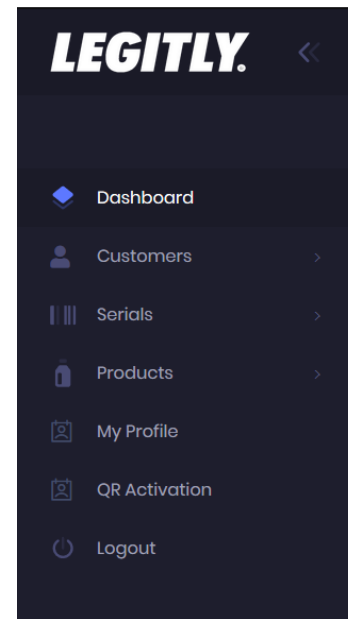 LEGITLY.
Dashboard
Customers
Serials
Products
My Profile
QR Activation
Logout